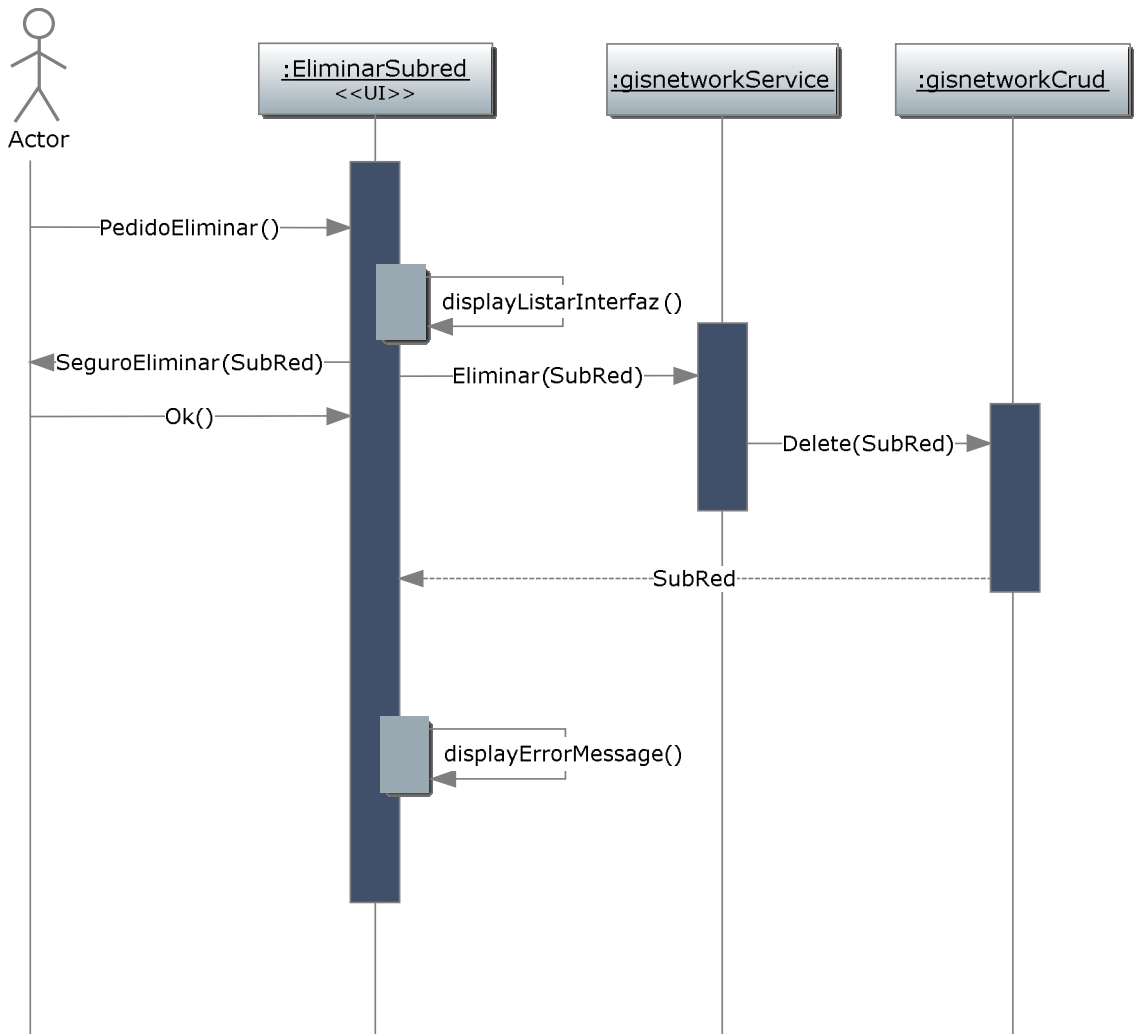 :EliminarSubred
<<UI>>
:gisnetworkService
:gisnetworkCrud
Actor
PedidoEliminar()
displayListarInterfaz()
SeguroEliminar(SubRed)
Eliminar(SubRed)
Ok()
Delete(SubRed)
SubRed
displayErrorMessage()